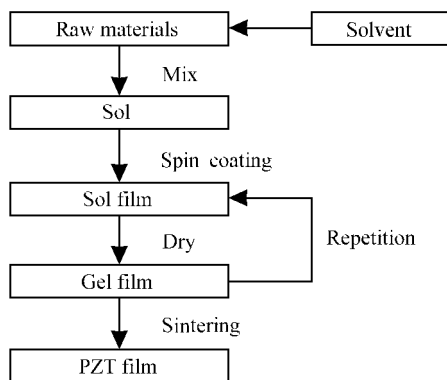 Raw materials
Solvent
Mix
Sol
Spin coating
Sol film
Dry
Repetition
Gel film
Sintering
PZT film